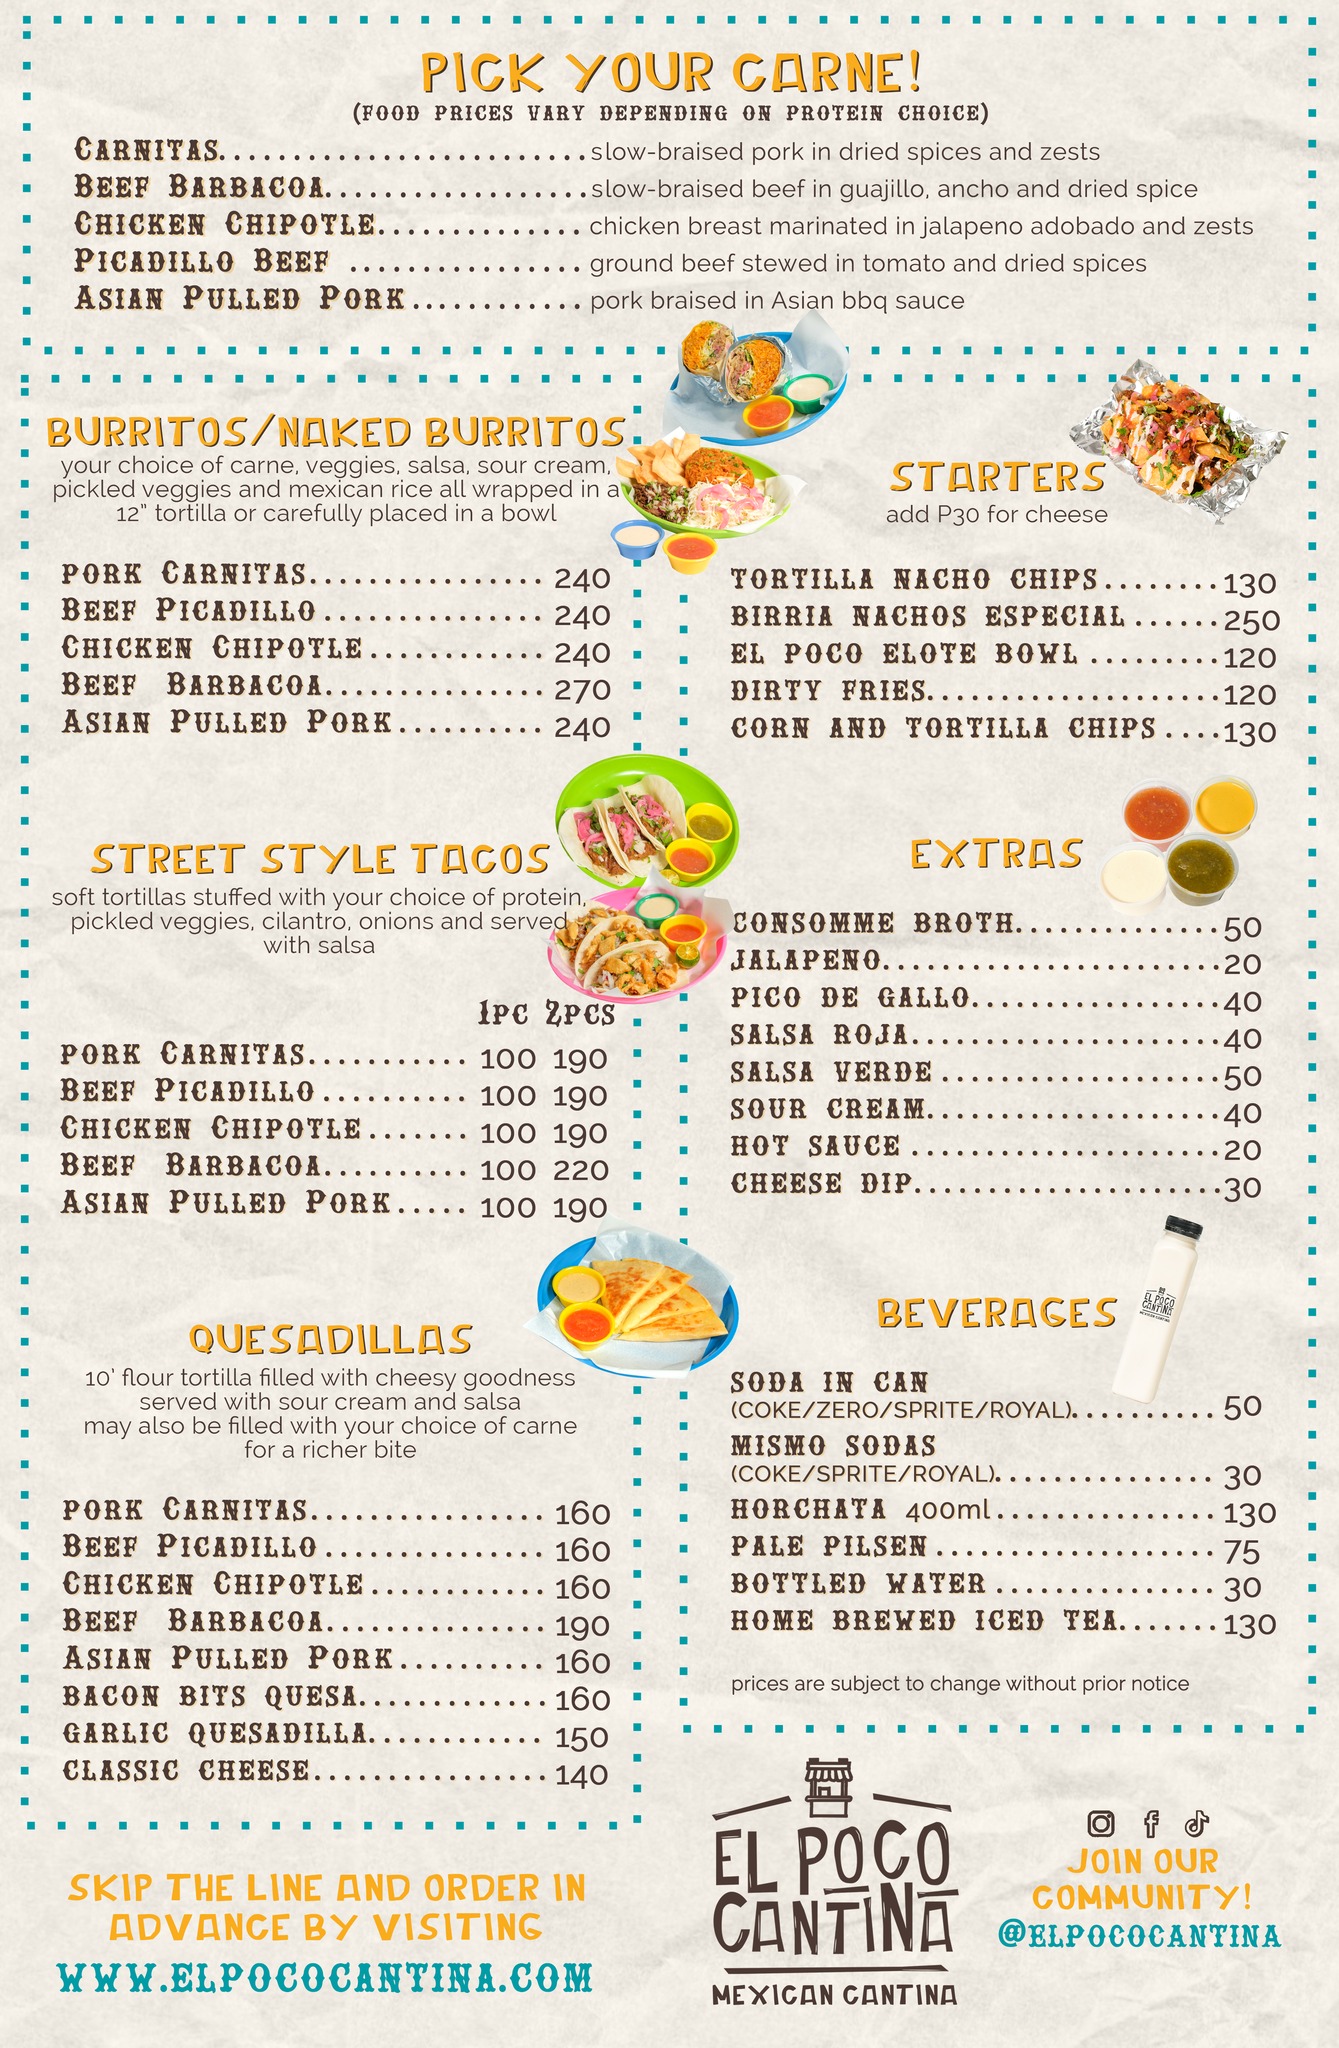 PICK YOUR CARNE!
(FOOD PRICES VARY DEPENDING ON PROTEIN CHOICE)
CARNITAS..........................slow-braised pork in dried spices and zests
BEEF BARBACOA..................slow-braised beef in guajillo, ancho and dried spice
CHICKEN CHIPOTLE..............chicken breast marinated in jalapeno adobado and zests
PICADILLO BEEF ................ground beef stewed in tomato and dried spices
ASIAN PULLED PORK............pork braised in Asian bbq sauce
BURRITOS/NAKED BURRITOS
your choice of carne, veggies, salsa, sour cream,
pickled veggies and mexican rice all wrapped in a
12" tortilla or carefully placed in a bowl
PORK CARNITAS................ 240
BEEF PICADILLO............... 240
CHICKEN CHIPOTLE............ 240
BEEF BARBACOA............... 270
ASIAN PULLED PORK.......... 240
STREET STYLE TACOS
soft tortillas stuffed with your choice of protein,
pickled veggies, cilantro, onions and served
with salsa
1PC 2PCS
PORK CARNITAS........... 100 190
BEEF PICADILLO.......... 100 190
CHICKEN CHIPOTLE....... 100 190
BEEF BARBACOA.......... 100 220
ASIAN PULLED PORK..... 100 190
QUESADILLAS
10' flour tortilla filled with cheesy goodness
served with sour cream and salsa
may also be filled with your choice of carne
for a richer bite
PORK CARNITAS................ 160
BEEF PICADILLO............... 160
CHICKEN CHIPOTLE............ 160
BEEF BARBACOA............... 190
ASIAN PULLED PORK.......... 160
BACON BITS QUESA............. 160
GARLIC QUESADILLA............ 150
CLASSIC CHEESE................ 140
STARTERS
add P30 for cheese
TORTILLA NACHO CHIPS........130
BIRRIA NACHOS ESPECIAL ......250
EL POCO ELOTE BOWL .........120
DIRTY FRIES....................120
CORN AND TORTILLA CHIPS ....130
EXTRAS
CONSOMME BROTH..............50
JALAPENO.......................20
PICO DE GALLO.................40
SALSA ROJA.....................40
SALSA VERDE...................50
SOUR CREAM....................40
HOT SAUCE .....................20
CHEESE DIP.....................30
BEVERAGES
EL POCO
CANTINA
MEXICAN CANTINA
SODA IN CAN
(COKE/ZERO/SPRITE/ROYAL).......... 50
MISMO SODAS
(COKE/SPRITE/ROYAL)................ 30
HORCHATA 400ml ................130
PALE PILSEN ....................75
BOTTLED WATER ................30
HOME BREWED ICED TEA.......130
prices are subject to change without prior notice
SKIP THE LINE AND ORDER IN
ADVANCE BY VISITING
WWW.ELPOCOCANTINA.COM
EL POCO
CANTINA
MEXICAN CANTINA
JOIN OUR
COMMUNITY!
@ELPOCOCANTINA